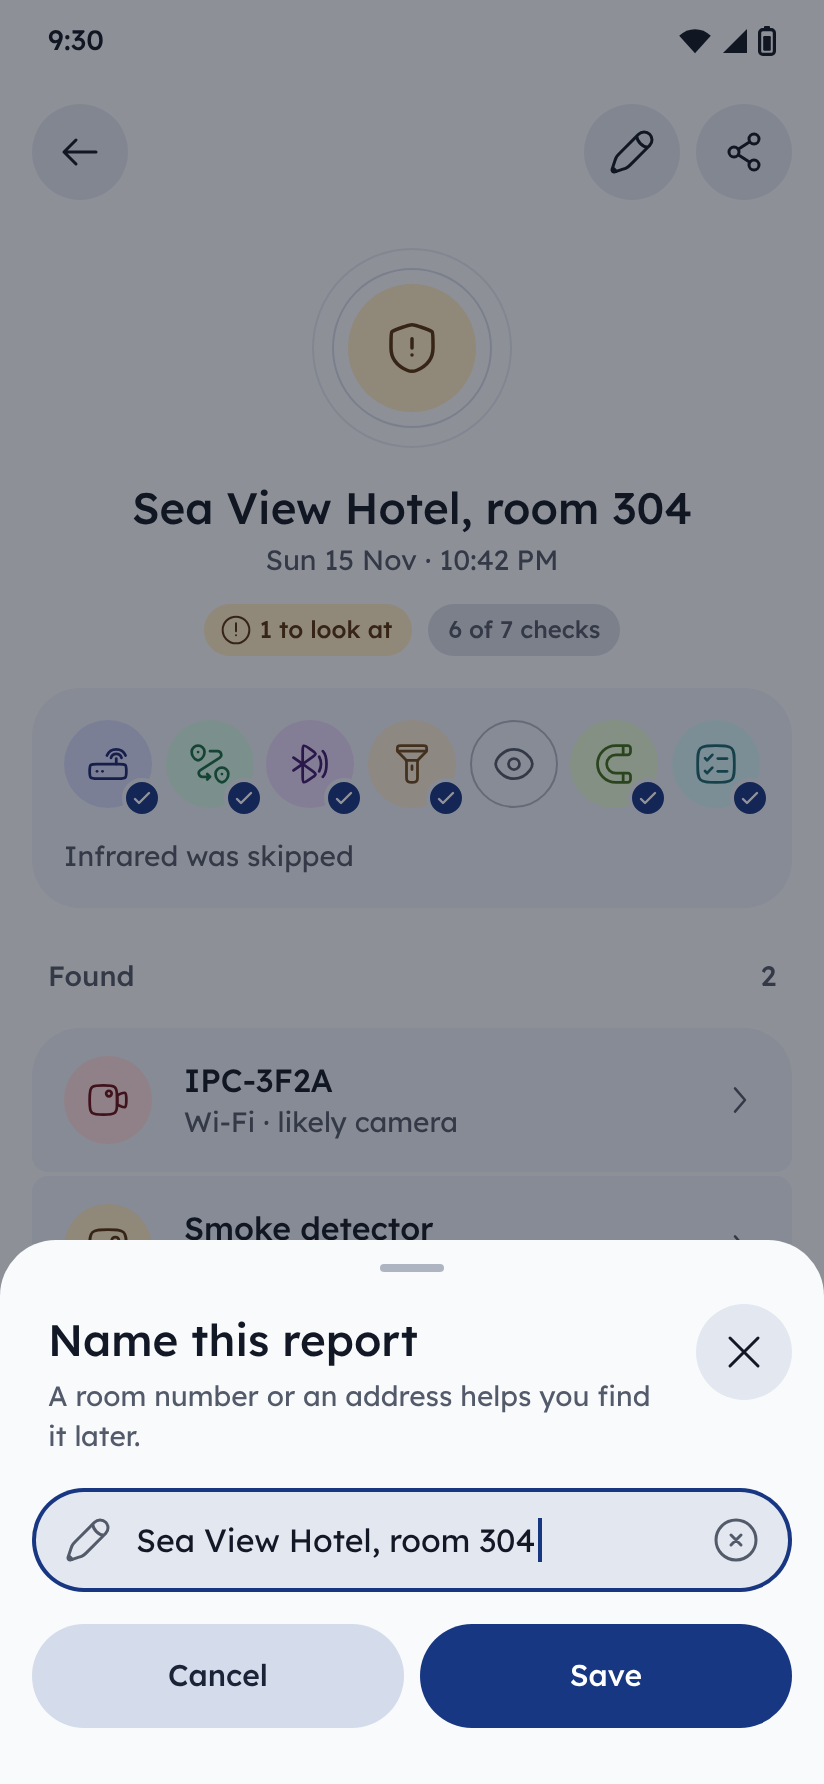 9:30
Sea View Hotel, room 304
Sun 15 Nov · 10:42 PM
1 to look at
6 of 7 checks
Infrared was skipped
Found
2
IPC-3F2A
Wi-Fi · likely camera
Smoke detector
Name this report
A room number or an address helps you find
it later.
Sea View Hotel, room 304
Cancel
Save